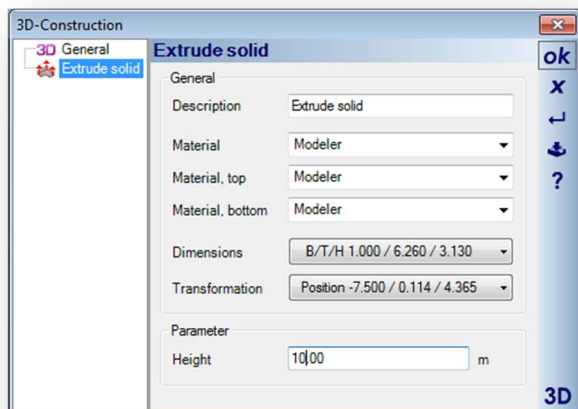 3D-Construction
3D General
Extrude solid
Extrude solid
General
Description Extrude solid
Material Modeler
Material, top Modeler
Material, bottom Modeler
Dimensions B/T/H 1.000 / 6.260 / 3.130
Transformation Position -7.500 / 0.114 / 4.365
Parameter
Height 10.00 m
ok
x
?
3D